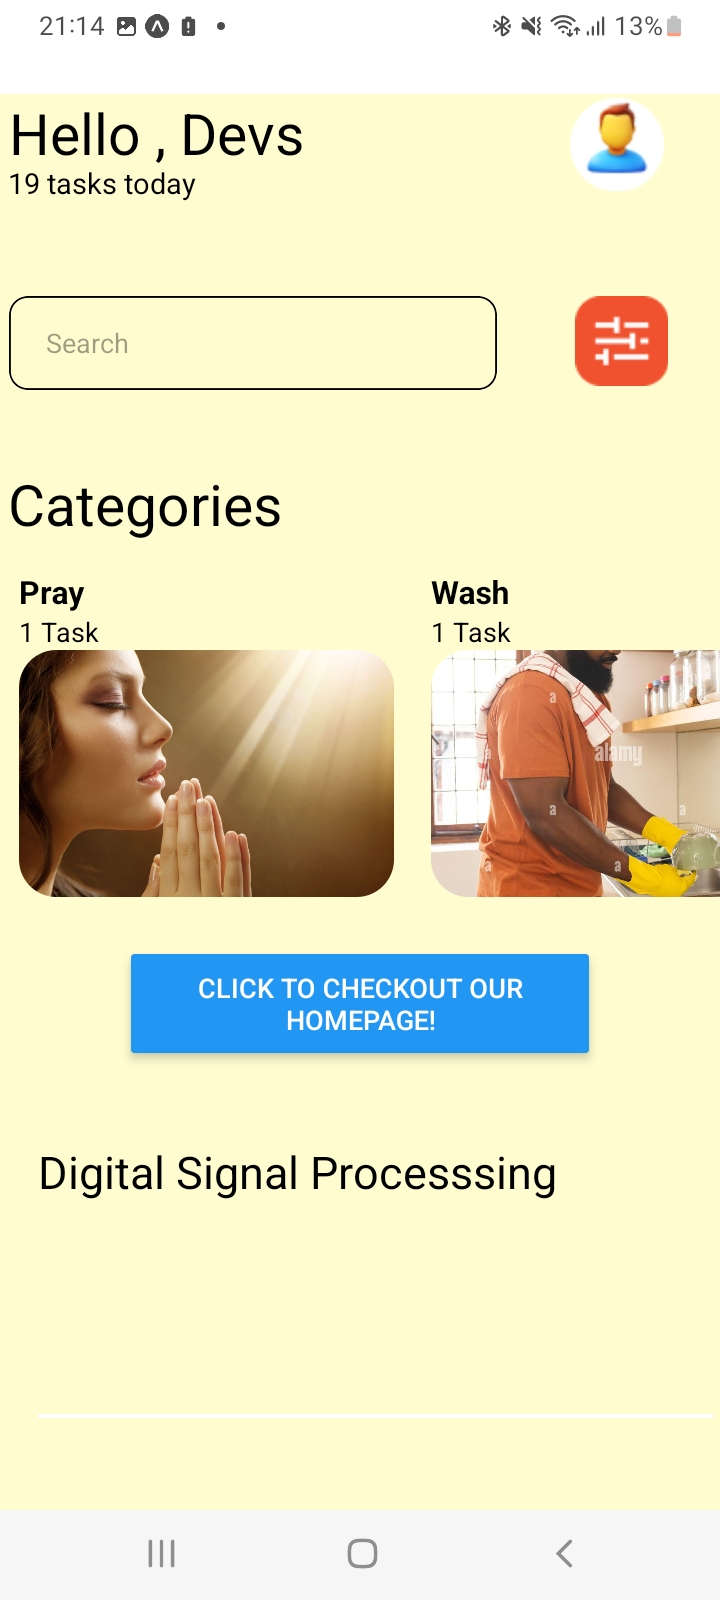 21:14
13%
Hello , Devs
19 tasks today
Search
Categories
Pray
1 Task
Wash
1 Task
a
alamy
a
a
a
a
a
a
CLICK TO CHECKOUT OUR
HOMEPAGE!
Digital Signal Processsing